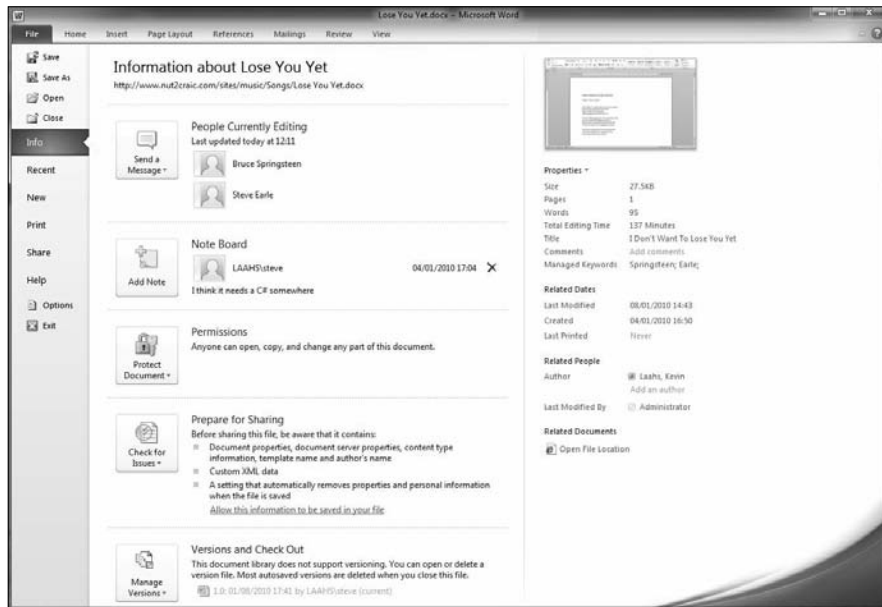 Lose You Yet.docx – Microsoft Word
File Home Insert Page Layout References Mailings Review View
Save
Save As
Open
Close
Info
Recent
New
Print
Share
Help
Options
Exit
Information about Lose You Yet
http://www.nut2craic.com/sites/music/Songs/Lose You Yet.docx
Send a
Message
People Currently Editing
Last updated today at 12:11
Bruce Springsteen
Steve Earle
Add Note
Note Board
LAAHS\steve 04/01/2010 17:04
I think it needs a C# somewhere
Protect
Document
Permissions
Anyone can open, copy, and change any part of this document.
Check for
Issues
Prepare for Sharing
Before sharing this file, be aware that it contains:
Document properties, document server properties, content type
information, template name and author's name
Custom XML data
A setting that automatically removes properties and personal information
when the file is saved
Allow this information to be saved in your file
Manage
Versions
Versions and Check Out
This document library does not support versioning. You can open or delete a
version file. Most autosaved versions are deleted when you close this file.
1.0: 01/08/2010 17:41 by LAAHS\steve (current)
Properties
Size 27.5KB
Pages 1
Words 95
Total Editing Time 137 Minutes
Title I Don't Want To Lose You Yet
Comments Add comments
Managed Keywords Springsteen; Earle;
Related Dates
Last Modified 08/01/2010 14:43
Created 04/01/2010 16:50
Last Printed Never
Related People
Author Laahs, Kevin
Add an author
Last Modified By Administrator
Related Documents
Open File Location